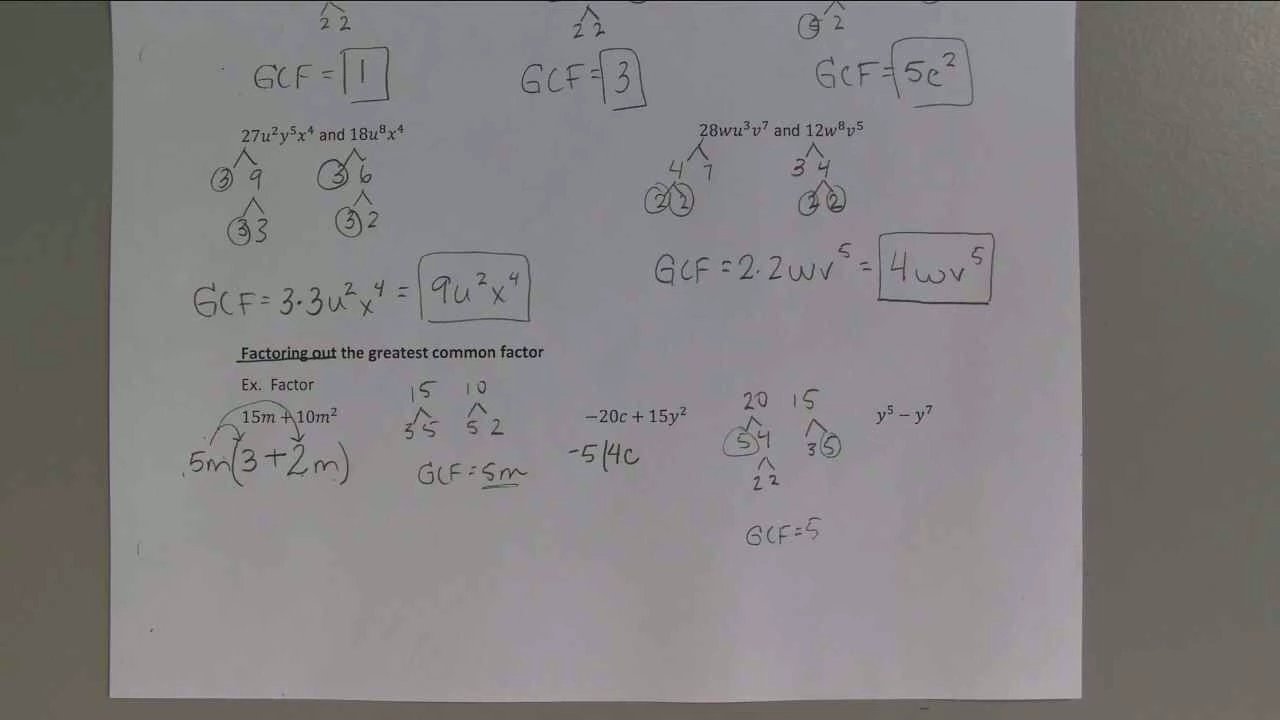 2 2 2 2 5 2
GCF = 1 GCF = 3 GCF = 5c²
27u²y⁵x⁴ and 18u⁸x⁴ 28wu³v⁷ and 12w⁸v⁵
3 9 3 6 4 7 3 4
3 3 3 2 2 2 2 2
GCF = 3·3u²x⁴ = 9u²x⁴ GCF = 2·2wv⁵ = 4wv⁵
Factoring out the greatest common factor
Ex. Factor 15 10
15m + 10m² 3 5 5 2 −20c + 15y² 20 15 y⁵ − y⁷
5m(3 + 2m) GCF = 5m -5(4c 5 4 3 5
2 2
GCF = 5